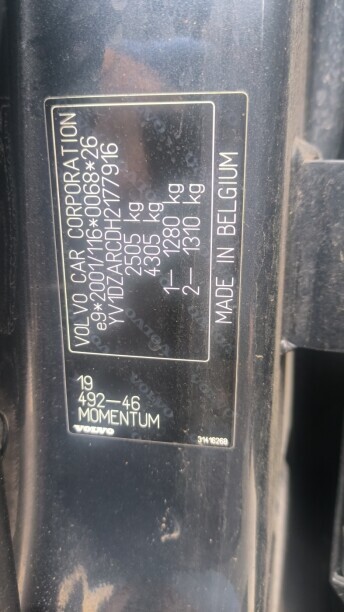 VOLVO CAR CORPORATION
e9*2001/116*0068*26
YV1DZARCDH2177916
2505 kg
4305 kg
1– 1280 kg
2– 1310 kg
MADE IN BELGIUM
19
492–46
MOMENTUM
VOLVO
31416268